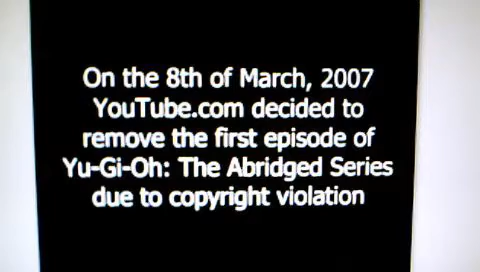 On the 8th of March, 2007
YouTube.com decided to
remove the first episode of
Yu-Gi-Oh: The Abridged Series
due to copyright violation